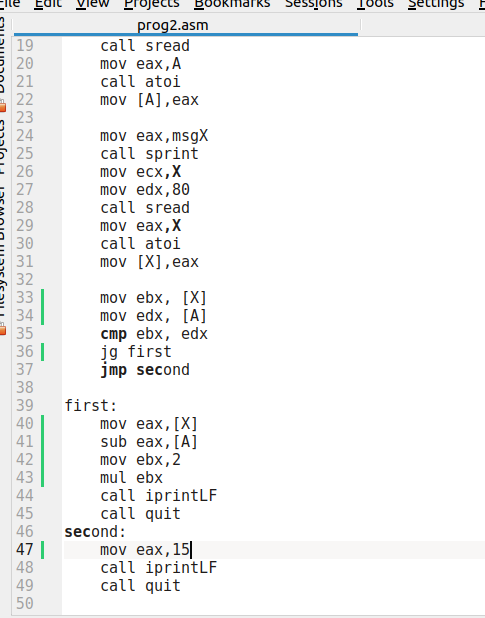 File Edit View Projects Bookmarks Sessions Tools Settings
prog2.asm
Documents
Projects
Filesystem Browser
19 call sread
20 mov eax,A
21 call atoi
22 mov [A],eax
23
24 mov eax,msgX
25 call sprint
26 mov ecx,X
27 mov edx,80
28 call sread
29 mov eax,X
30 call atoi
31 mov [X],eax
32
33 mov ebx, [X]
34 mov edx, [A]
35 cmp ebx, edx
36 jg first
37 jmp second
38
39 first:
40 mov eax,[X]
41 sub eax,[A]
42 mov ebx,2
43 mul ebx
44 call iprintLF
45 call quit
46 second:
47 mov eax,15
48 call iprintLF
49 call quit
50